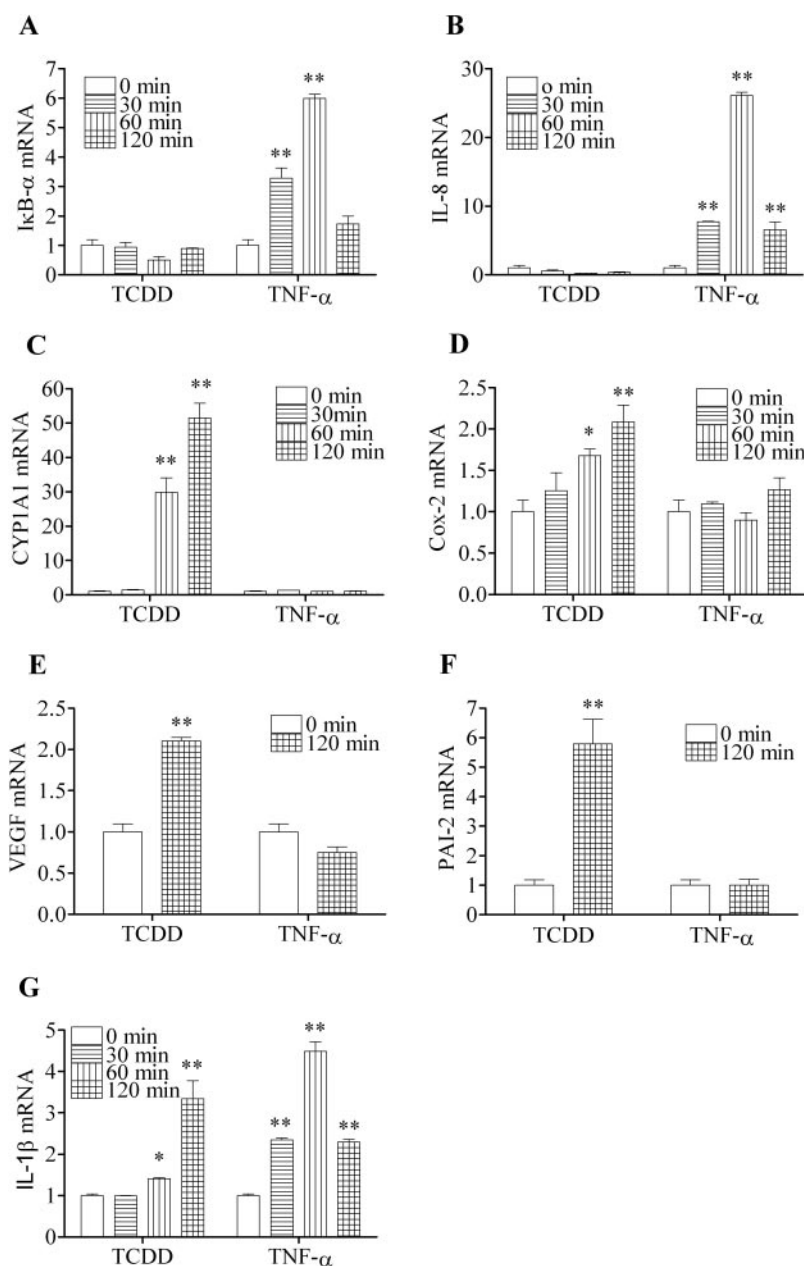 A
IκB-α mRNA
7
6
5
4
3
2
1
0
0 min
30 min
60 min
120 min
**
**
TCDD
TNF-α
B
IL-8 mRNA
30
20
10
0
o min
30 min
60 min
120 min
**
**
**
TCDD
TNF-α
C
CYP1A1 mRNA
60
50
40
30
20
10
0
0 min
30min
60 min
120 min
**
**
TCDD
TNF-α
D
Cox-2 mRNA
2.5
2.0
1.5
1.0
0.5
0.0
0 min
30 min
60 min
120 min
*
**
TCDD
TNF-α
E
VEGF mRNA
2.5
2.0
1.5
1.0
0.5
0.0
0 min
120 min
**
TCDD
TNF-α
F
PAI-2 mRNA
7
6
5
4
3
2
1
0
0 min
120 min
**
TCDD
TNF-α
G
IL-1β mRNA
5
4
3
2
1
0
0 min
30 min
60 min
120 min
*
**
**
**
**
TCDD
TNF-α